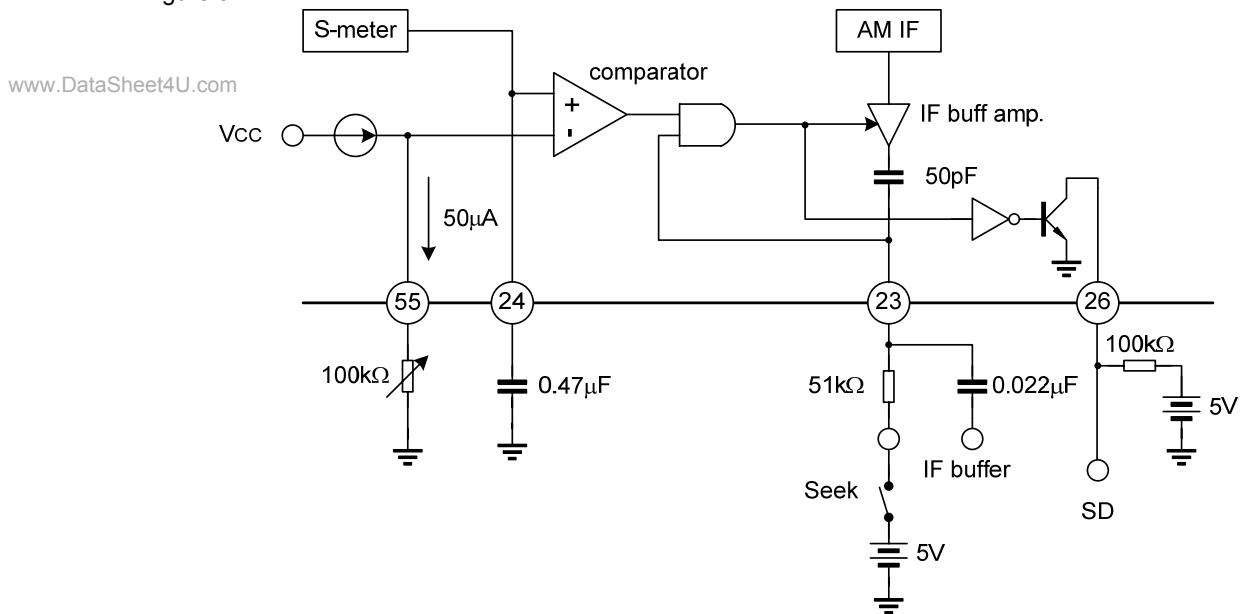 S-meter
AM IF
www.DataSheet4U.com
comparator
+
-
IF buff amp.
VCC
50pF
50μA
55
24
23
26
100kΩ
0.47μF
51kΩ
0.022μF
100kΩ
5V
IF buffer
Seek
SD
5V